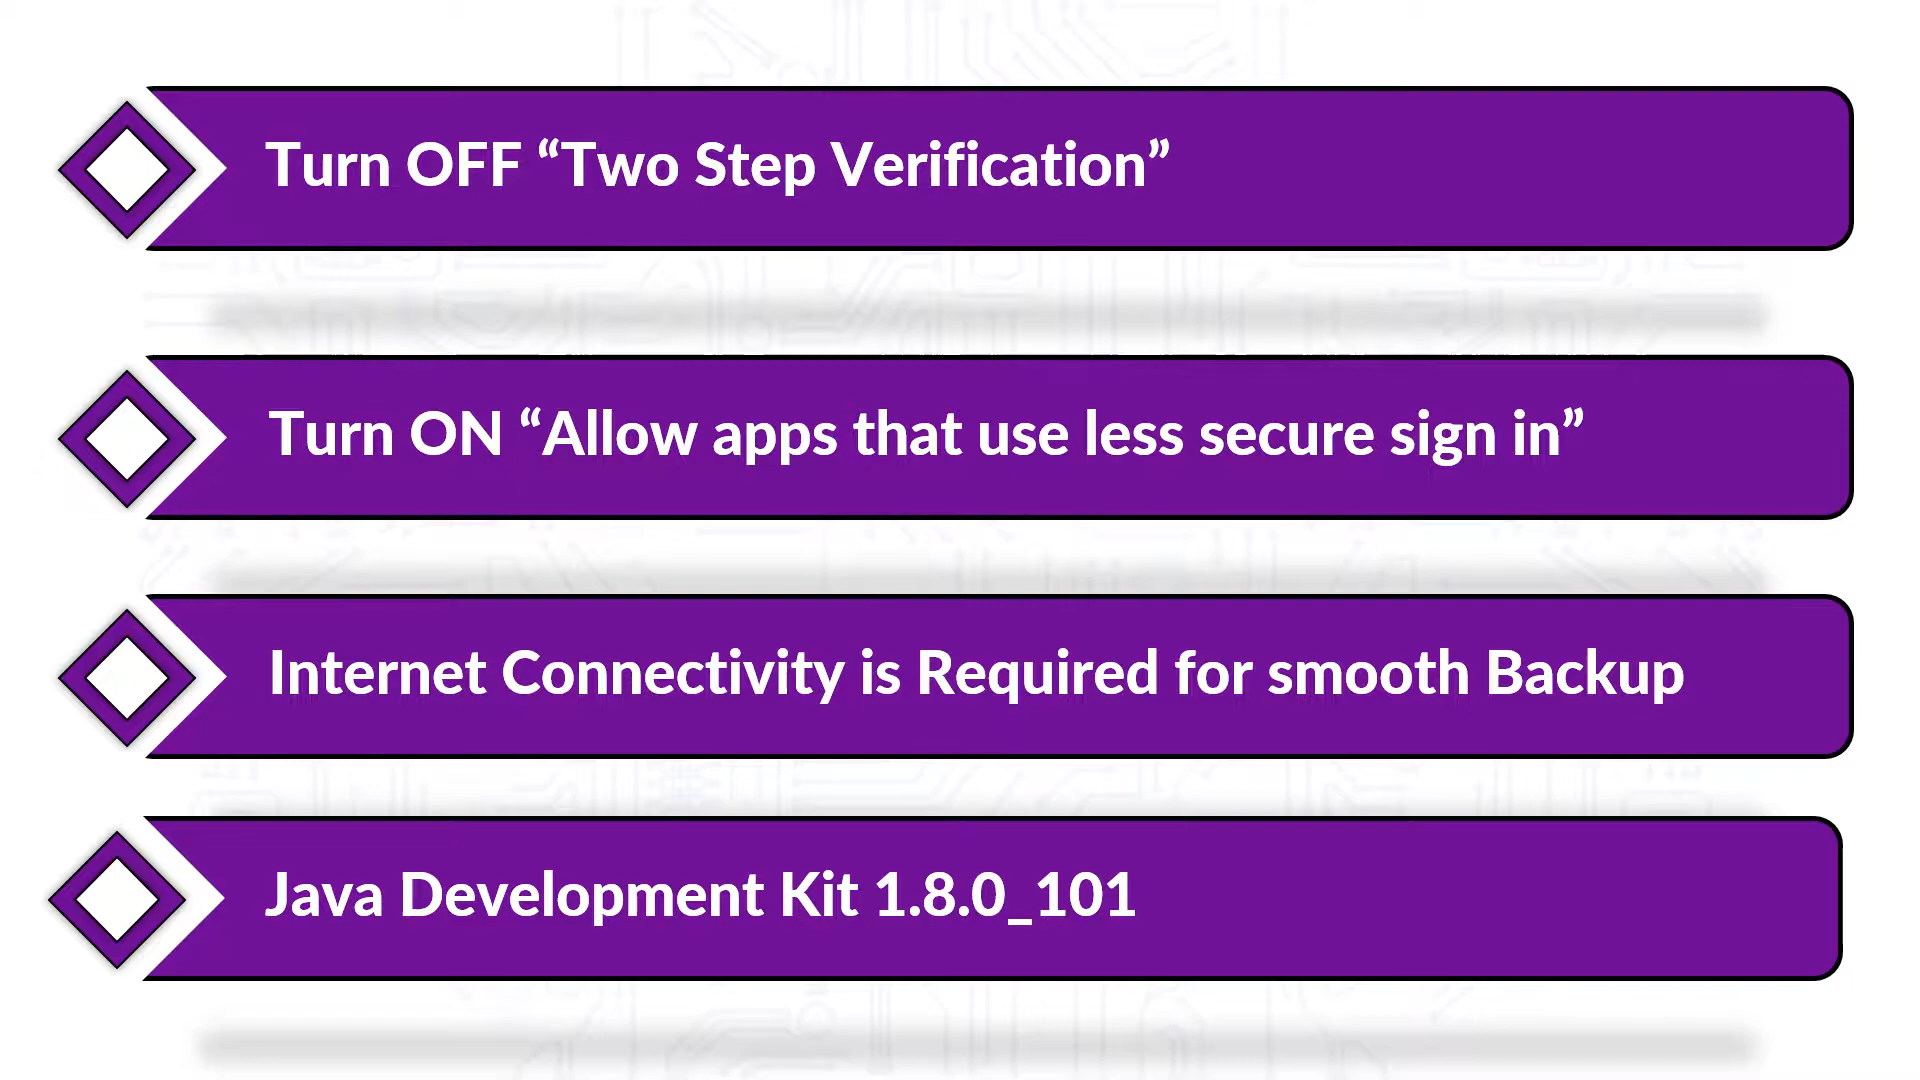 Turn OFF “Two Step Verification”
Turn ON “Allow apps that use less secure sign in”
Internet Connectivity is Required for smooth Backup
Java Development Kit 1.8.0_101